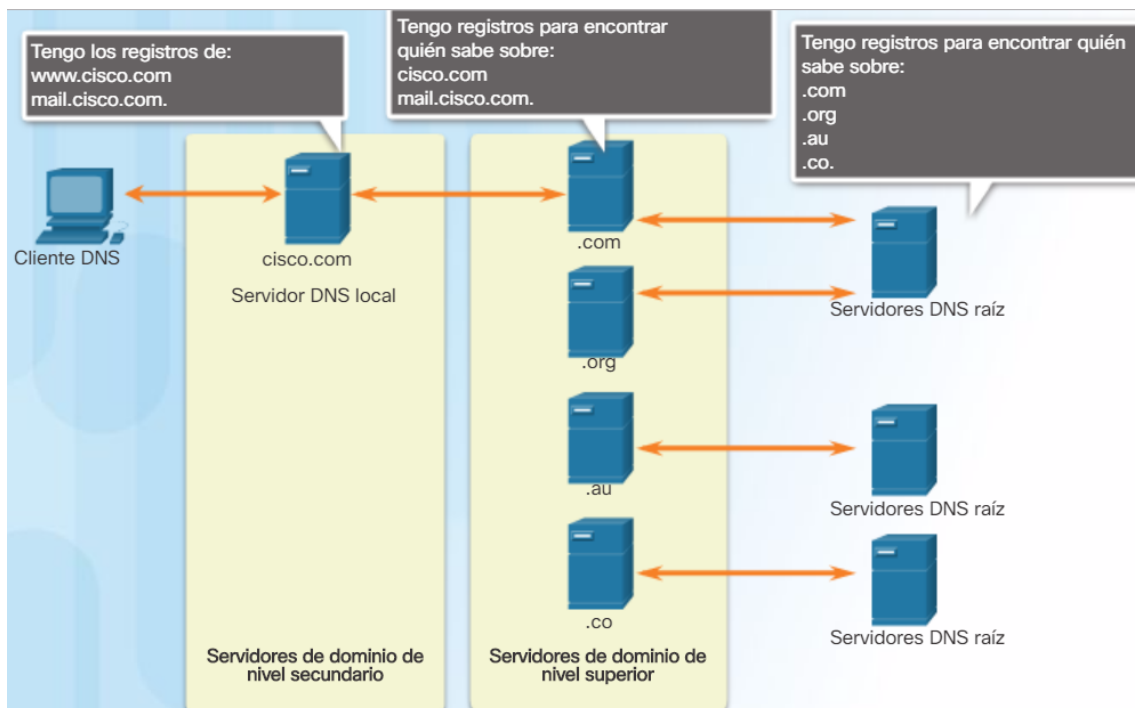 Tengo los registros de:
www.cisco.com
mail.cisco.com.
Tengo registros para encontrar
quién sabe sobre:
cisco.com
mail.cisco.com.
Tengo registros para encontrar quién
sabe sobre:
.com
.org
.au
.co.
Cliente DNS
cisco.com
Servidor DNS local
.com
.org
.au
.co
Servidores DNS raíz
Servidores DNS raíz
Servidores DNS raíz
Servidores de dominio de
nivel secundario
Servidores de dominio de
nivel superior